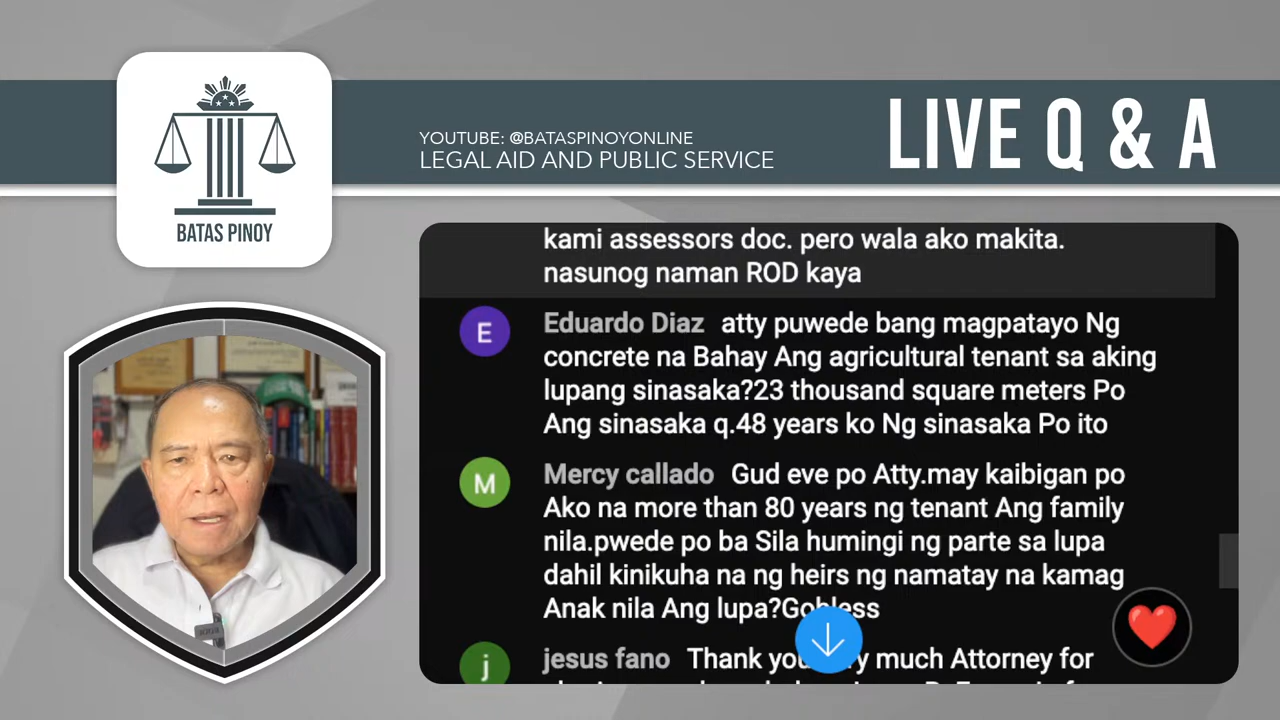 BATAS PINOY
YOUTUBE: @BATASPINOYONLINE
LEGAL AID AND PUBLIC SERVICE
LIVE Q & A
kami assessors doc. pero wala ako makita.
nasunog naman ROD kaya
E
Eduardo Diaz atty puwede bang magpatayo Ng
concrete na Bahay Ang agricultural tenant sa aking
lupang sinasaka?23 thousand square meters Po
Ang sinasaka q.48 years ko Ng sinasaka Po ito
M
Mercy callado Gud eve po Atty.may kaibigan po
Ako na more than 80 years ng tenant Ang family
nila.pwede po ba Sila humingi ng parte sa lupa
dahil kinikuha na ng heirs ng namatay na kamag
Anak nila Ang lupa?Gobless
j
jesus fano Thank much Attorney for